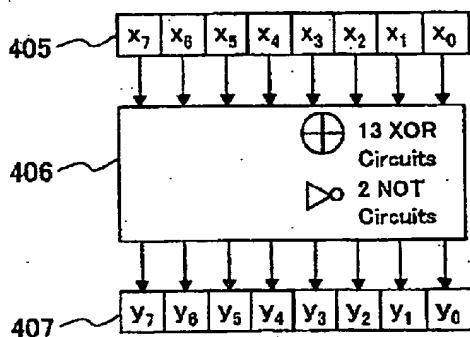 405 x7 x6 x5 x4 x3 x2 x1 x0
13 XOR
Circuits
406
2 NOT
Circuits
407 y7 y6 y5 y4 y3 y2 y1 y0